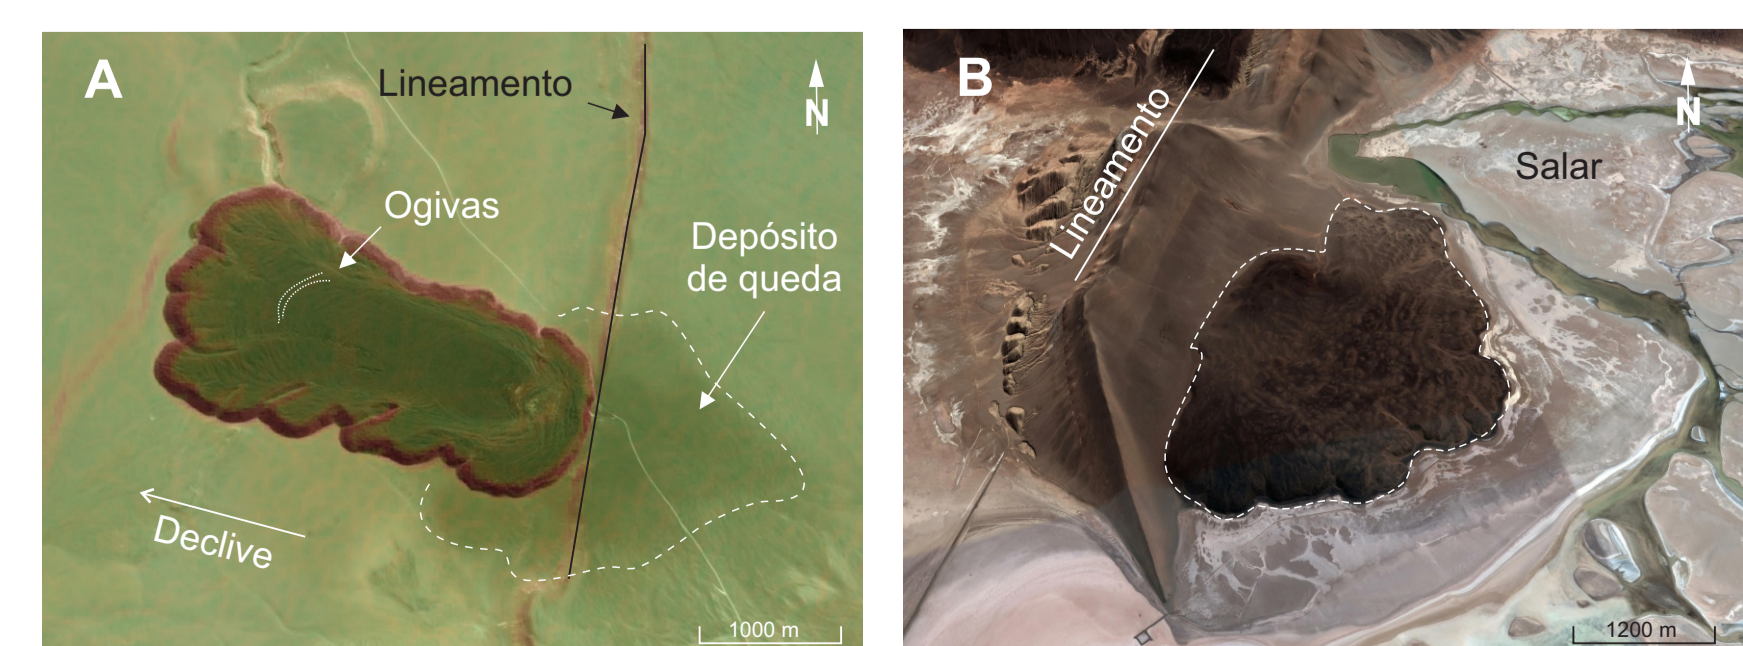 A
Lineamento
N
Ogivas
Depósito
de queda
Declive
1000 m
B
Lineamento
N
Salar
1200 m